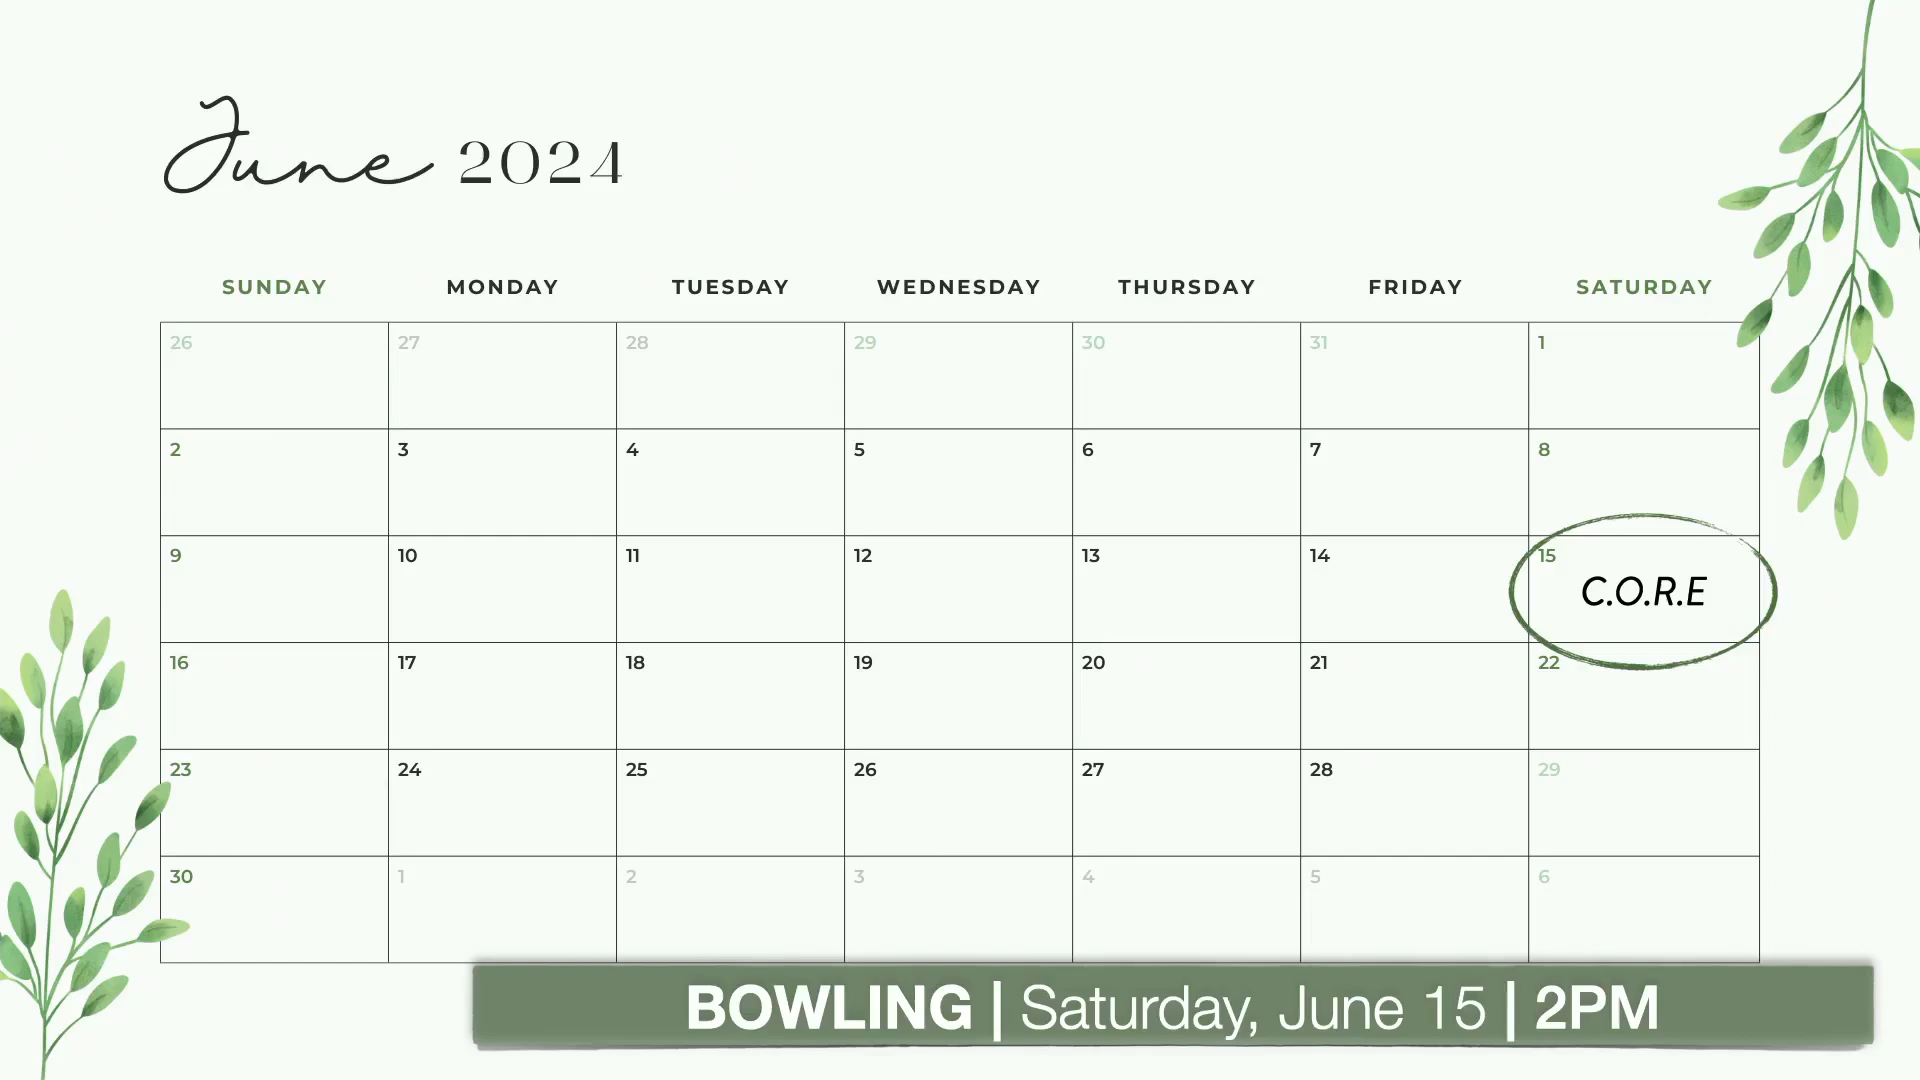 June 2024
SUNDAY MONDAY TUESDAY WEDNESDAY THURSDAY FRIDAY SATURDAY
26 27 28 29 30 31 1
2 3 4 5 6 7 8
9 10 11 12 13 14 15
C.O.R.E
16 17 18 19 20 21 22
23 24 25 26 27 28 29
30 1 2 3 4 5 6
BOWLING | Saturday, June 15 | 2PM